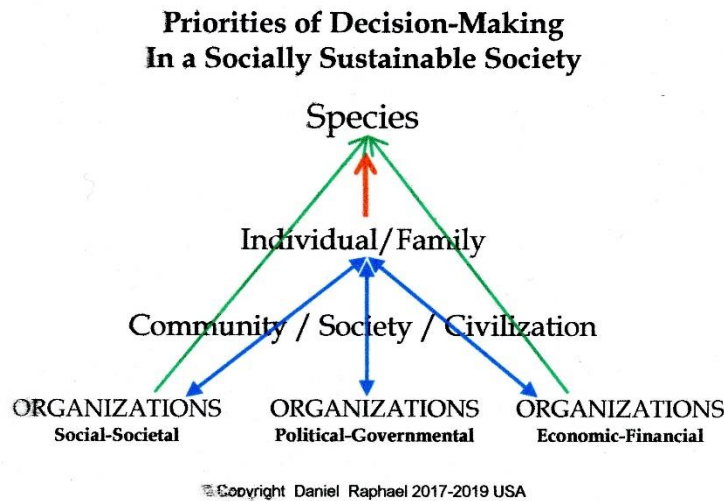 Priorities of Decision-Making
In a Socially Sustainable Society
Species
Individual/Family
Community / Society / Civilization
ORGANIZATIONS ORGANIZATIONS ORGANIZATIONS
Social-Societal Political-Governmental Economic-Financial
Copyright Daniel Raphael 2017-2019 USA